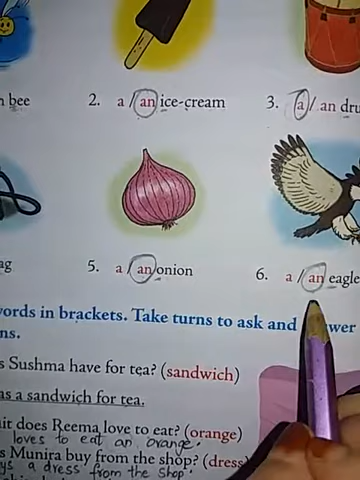 bee
2. a / an ice-cream
3. a / an dru
ag
5. a / an onion
6. a / an eagle
ords in brackets. Take turns to ask and wer
ns.
s Sushma have for tea? (sandwich)
as a sandwich for tea.
at does Reema love to eat? (orange)
loves to eat an orange.
s Munira buy from the shop? (dress
ys a dress from the shop.